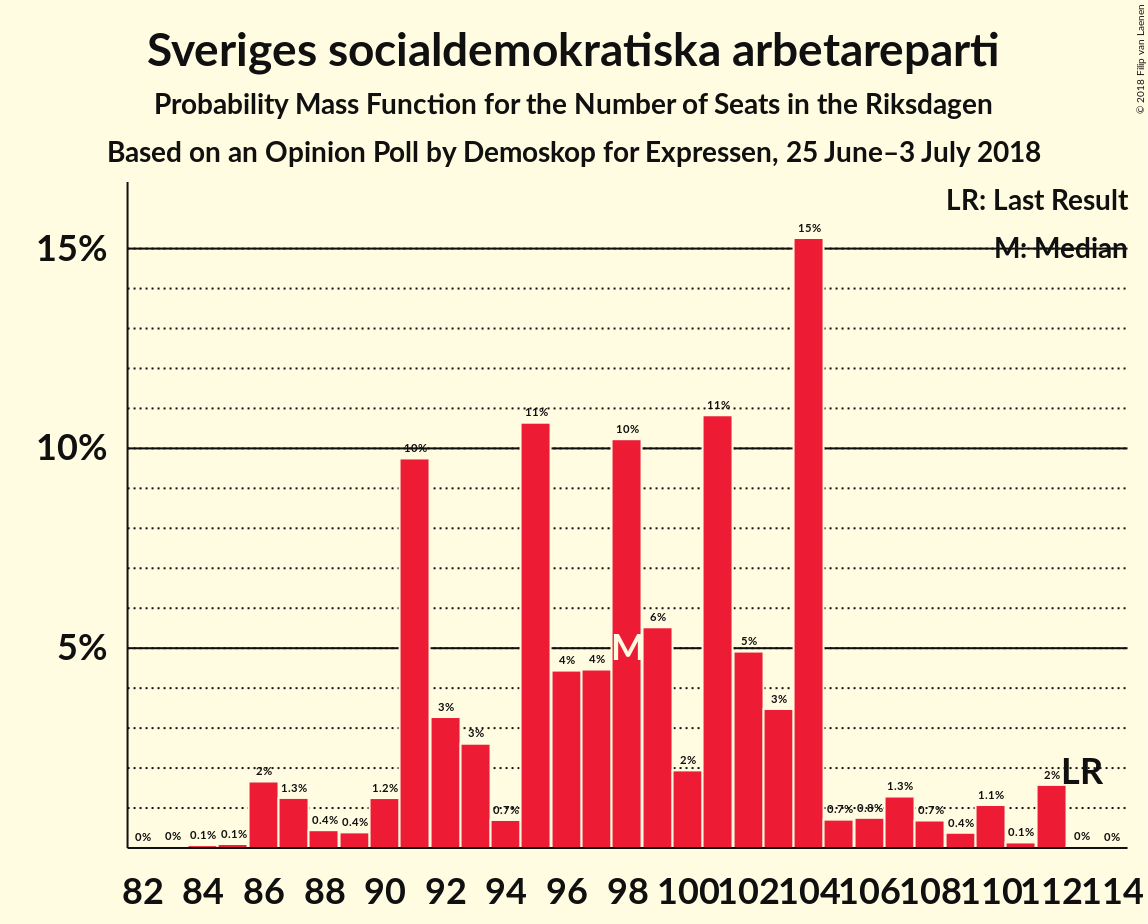 Sveriges socialdemokratiska arbetareparti
Probability Mass Function for the Number of Seats in the Riksdagen
Based on an Opinion Poll by Demoskop for Expressen, 25 June–3 July 2018
© 2018 Filip van Laenen
LR: Last Result
M: Median
15%
10%
5%
0% 0% 0.1% 0.1% 2% 1.3% 0.4% 0.4% 1.2% 10% 3% 3% 0.7% 11% 4% 4% 10% 6% 2% 11% 5% 3% 15% 0.7% 0.8% 1.3% 0.7% 0.4% 1.1% 0.1% 2% 0% 0%
M
LR
82 84 86 88 90 92 94 96 98 100 102 104 106 108 110 112 114